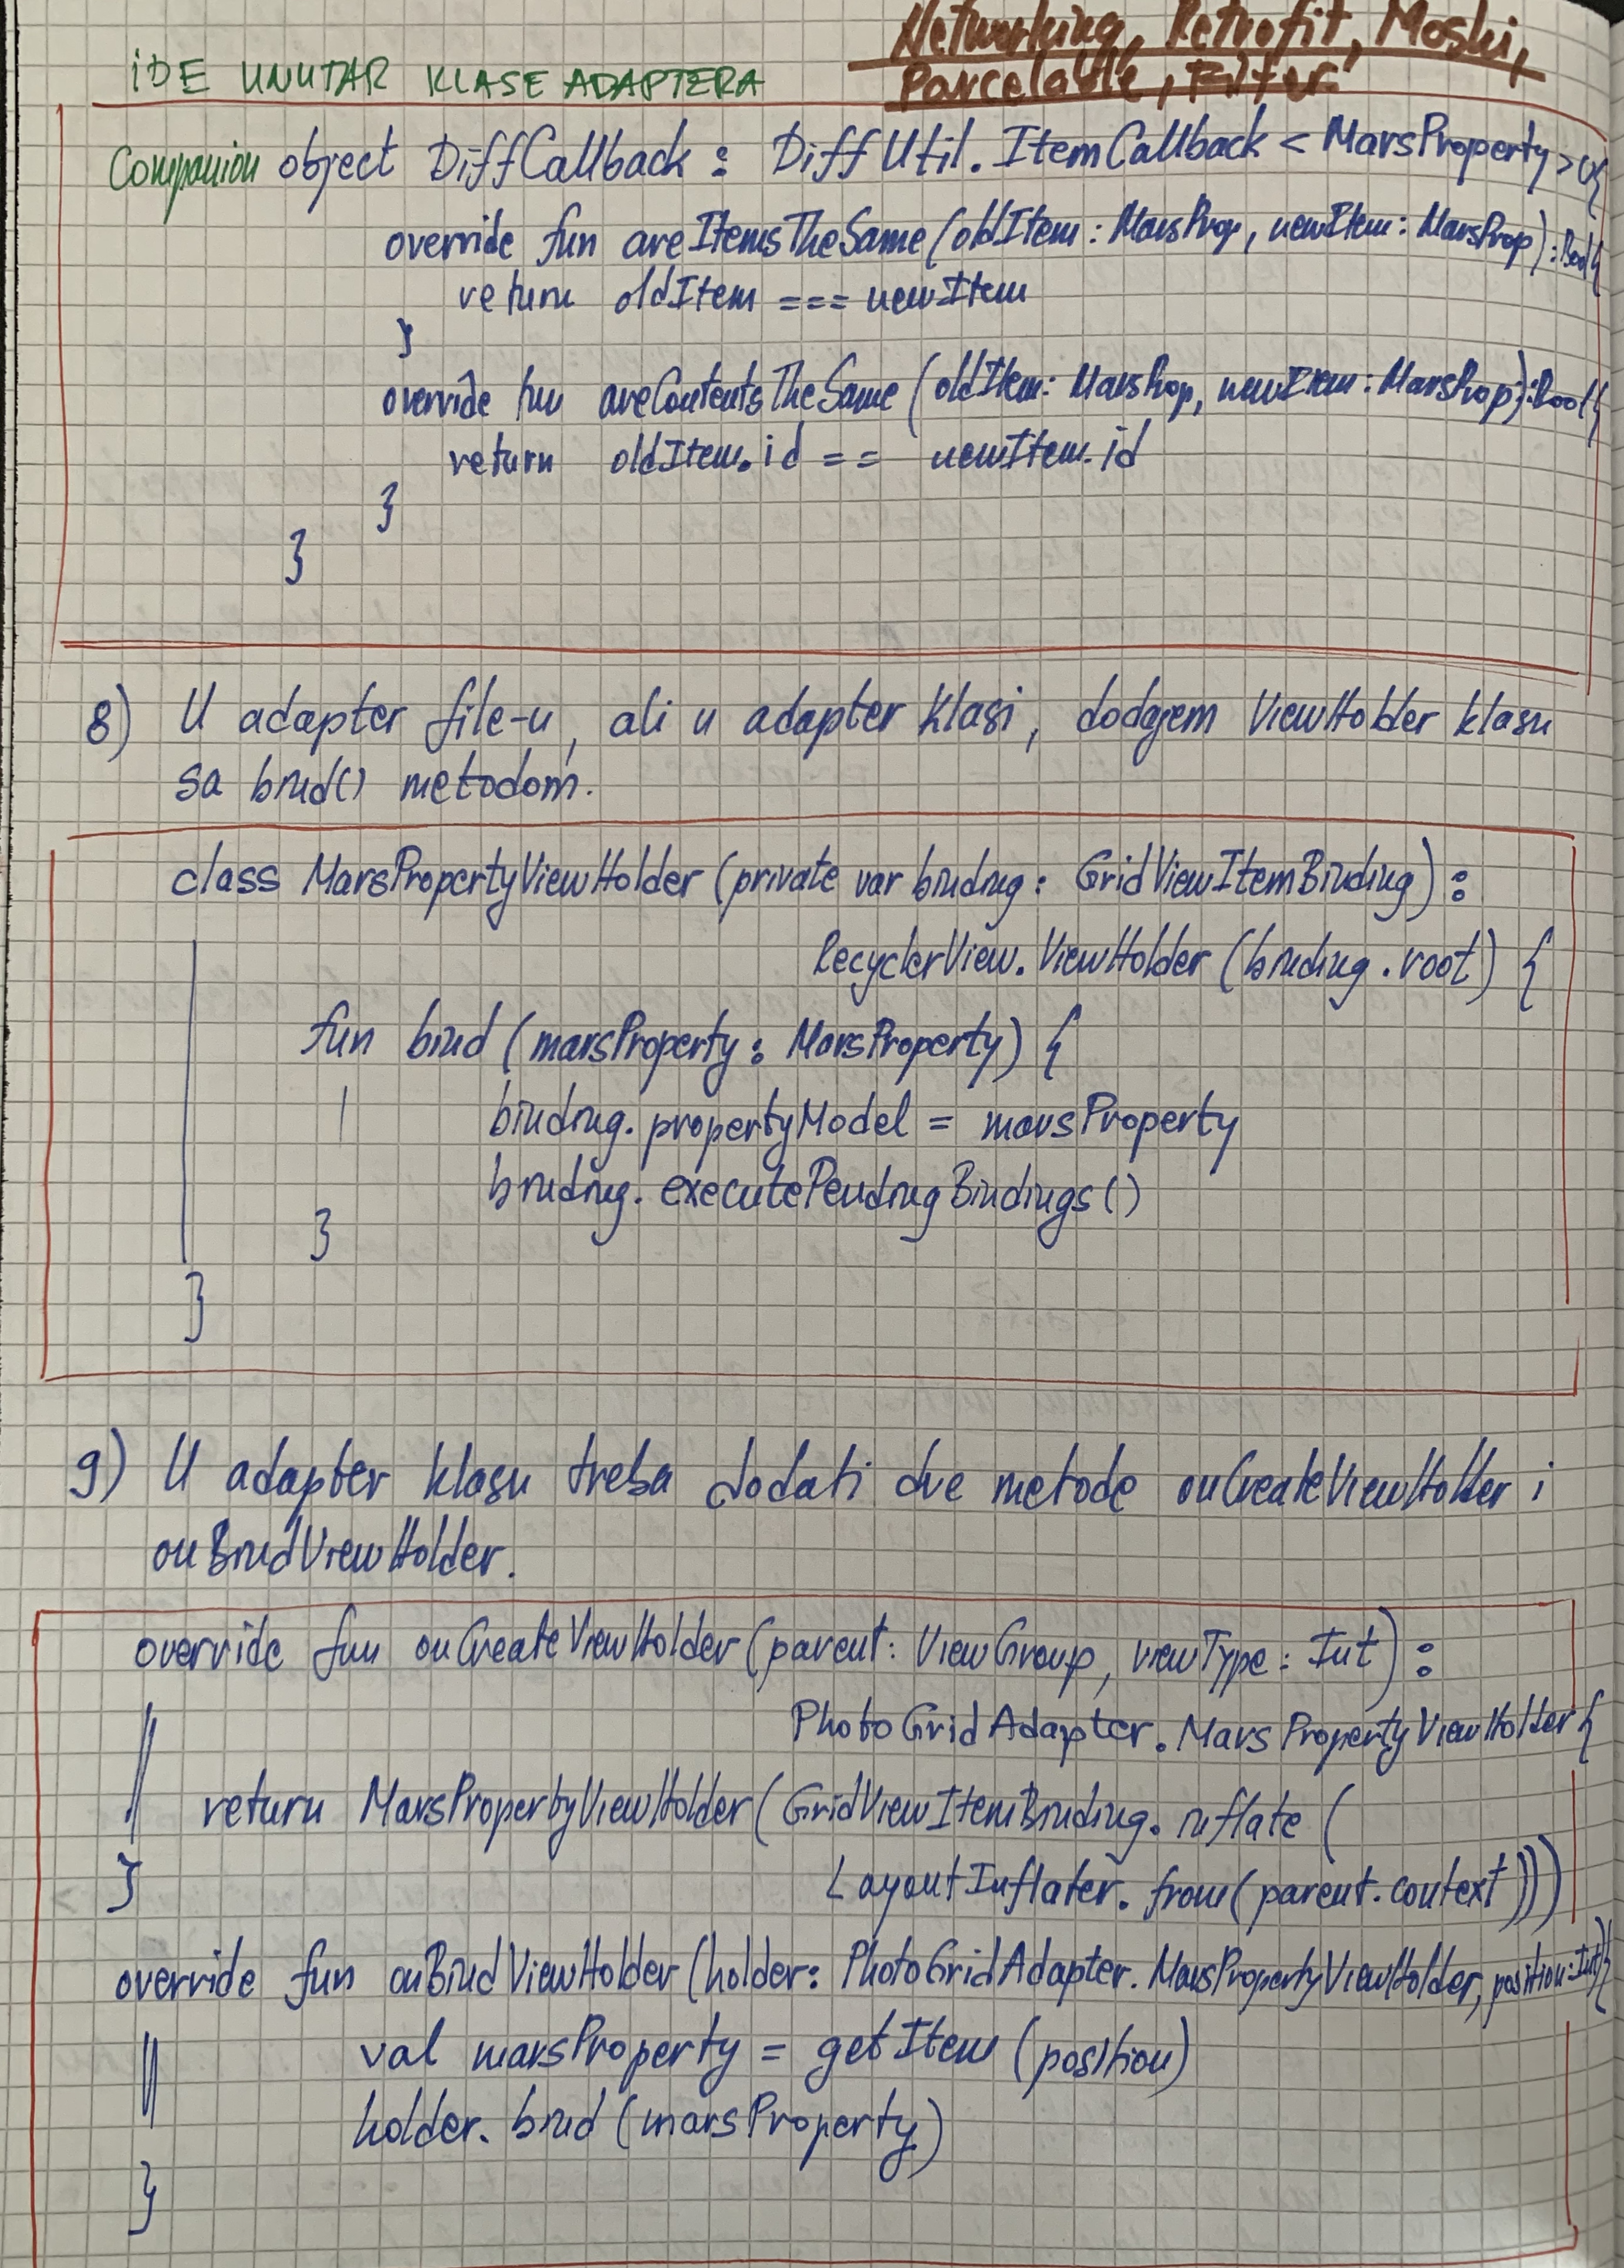 Networking, Retrofit, Moshi,
Parcelable, Filter
IDE UNUTAR KLASE ADAPTERA
Companion object DiffCallback : DiffUtil.ItemCallback < MarsProperty >(){
override fun areItemsTheSame (oldItem : MarsProp, newItem : MarsProp) : Bool{
return oldItem === newItem
}
override fun areContentsTheSame (oldItem: MarsProp, newItem : MarsProp) : Bool{
return oldItem.id == newItem.id
}
}
8) U adapter file-u, ali u adapter klasi, dodajem ViewHolder klasu
sa bind() metodom.
class MarsPropertyViewHolder (private var binding : GridViewItemBinding) :
RecyclerView.ViewHolder (binding.root) {
fun bind (marsProperty : MarsProperty) {
binding.propertyModel = marsProperty
binding.executePendingBindings()
}
}
9) U adapter klasu treba dodati dve metode onCreateViewHolder i
onBindViewHolder.
override fun onCreateViewHolder (parent: ViewGroup, viewType : Int) :
PhotoGridAdapter.MarsPropertyViewHolder {
return MarsPropertyViewHolder (GridViewItemBinding.inflate (
LayoutInflater.from(parent.context)))
}
override fun onBindViewHolder (holder: PhotoGridAdapter.MarsPropertyViewHolder, position:Int){
val marsProperty = getItem (position)
holder.bind (marsProperty)
}